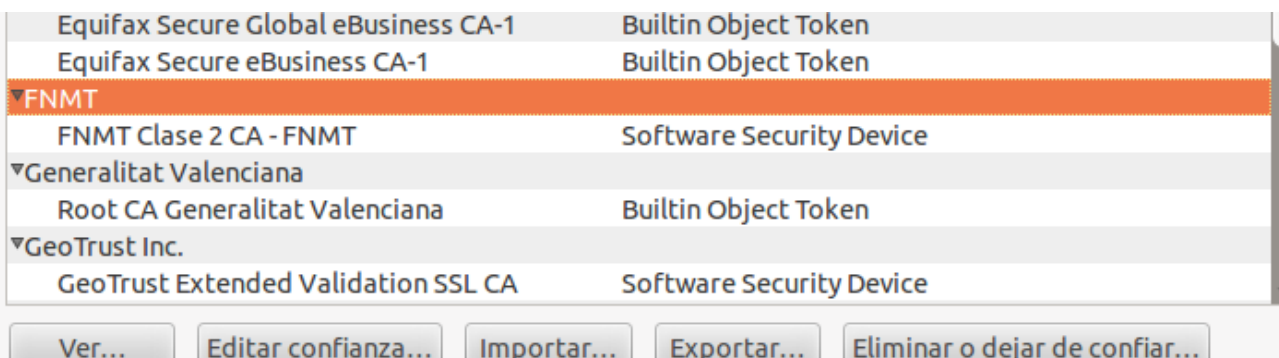 Equifax Secure Global eBusiness CA-1 Builtin Object Token
Equifax Secure eBusiness CA-1 Builtin Object Token
FNMT
FNMT Clase 2 CA - FNMT Software Security Device
Generalitat Valenciana
Root CA Generalitat Valenciana Builtin Object Token
GeoTrust Inc.
GeoTrust Extended Validation SSL CA Software Security Device
Ver... Editar confianza... Importar... Exportar... Eliminar o dejar de confiar...